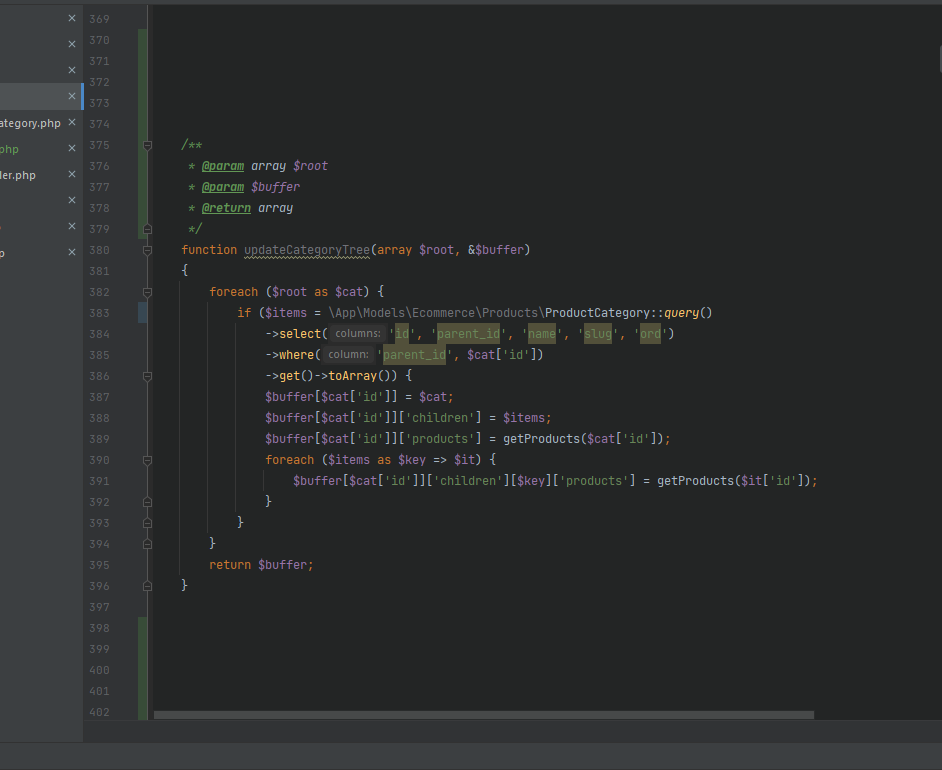 369
370
371
372
373
374
ategory.php
375 /**
php
376 * @param array $root
ler.php
377 * @param $buffer
378 * @return array
379 */
380 function updateCategoryTree(array $root, &$buffer)
p
381 {
382 foreach ($root as $cat) {
383 if ($items = \App\Models\Ecommerce\Products\ProductCategory::query()
384 ->select( columns: 'id', 'parent_id', 'name', 'slug', 'ord')
385 ->where( column: 'parent_id', $cat['id'])
386 ->get()->toArray()) {
387 $buffer[$cat['id']] = $cat;
388 $buffer[$cat['id']]['children'] = $items;
389 $buffer[$cat['id']]['products'] = getProducts($cat['id']);
390 foreach ($items as $key => $it) {
391 $buffer[$cat['id']]['children'][$key]['products'] = getProducts($it['id']);
392 }
393 }
394 }
395 return $buffer;
396 }
397
398
399
400
401
402